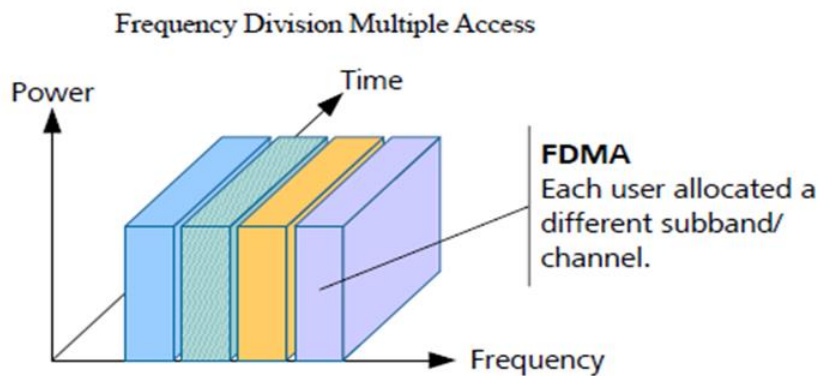 Frequency Division Multiple Access
Time
Power
FDMA
Each user allocated a
different subband/
channel.
Frequency